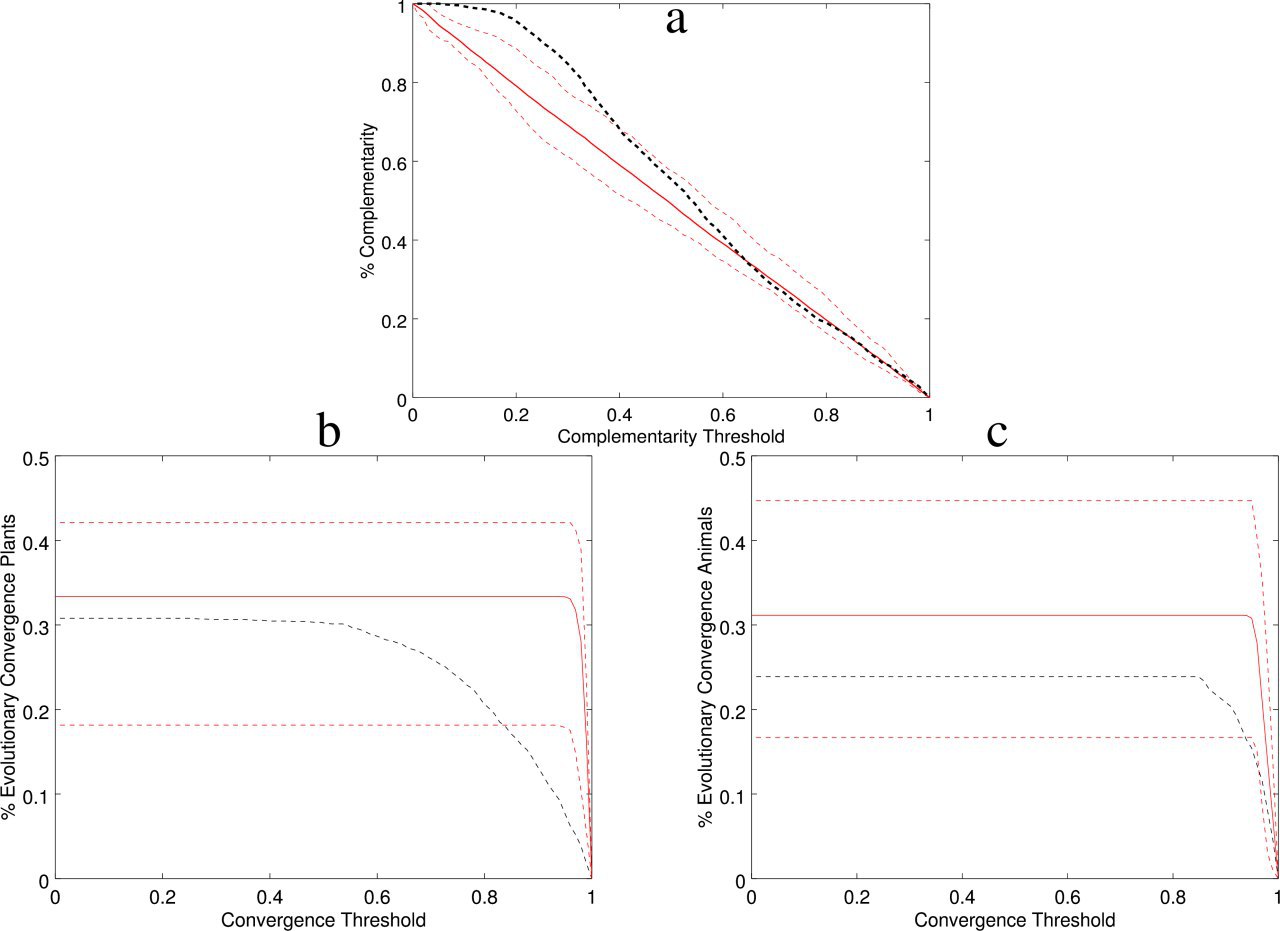 a
1
0.8
0.6
0.4
0.2
0
% Complementarity
0 0.2 0.4 0.6 0.8 1
Complementarity Threshold
b
0.5
0.4
0.3
0.2
0.1
0
% Evolutionary Convergence Plants
0 0.2 0.4 0.6 0.8 1
Convergence Threshold
c
0.5
0.4
0.3
0.2
0.1
0
% Evolutionary Convergence Animals
0 0.2 0.4 0.6 0.8 1
Convergence Threshold